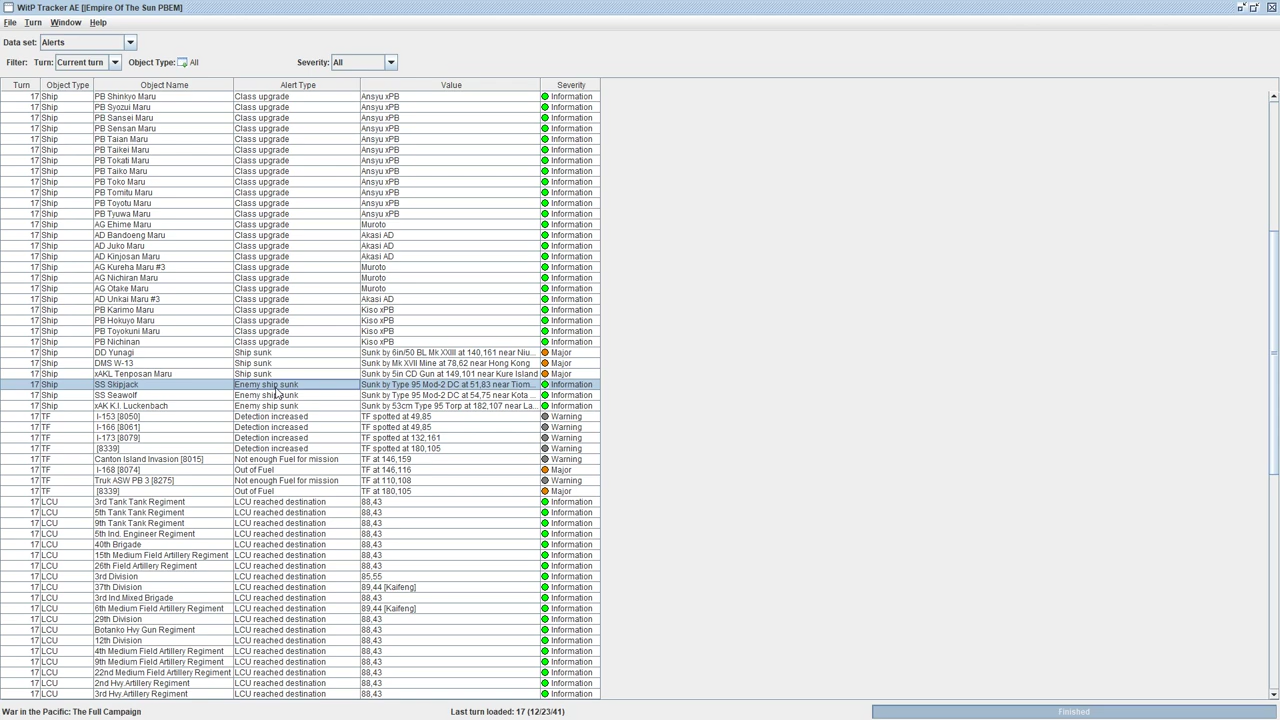 WitP Tracker AE [|Empire Of The Sun PBEM]
File Turn Window Help
Data set: Alerts
Filter: Turn: Current turn Object Type: All Severity: All
Turn Object Type Object Name Alert Type Value Severity
17 Ship PB Shinkyo Maru Class upgrade Ansyu xPB Information
17 Ship PB Syozui Maru Class upgrade Ansyu xPB Information
17 Ship PB Sansei Maru Class upgrade Ansyu xPB Information
17 Ship PB Sensan Maru Class upgrade Ansyu xPB Information
17 Ship PB Taian Maru Class upgrade Ansyu xPB Information
17 Ship PB Taikei Maru Class upgrade Ansyu xPB Information
17 Ship PB Tokati Maru Class upgrade Ansyu xPB Information
17 Ship PB Taiko Maru Class upgrade Ansyu xPB Information
17 Ship PB Toko Maru Class upgrade Ansyu xPB Information
17 Ship PB Tomitu Maru Class upgrade Ansyu xPB Information
17 Ship PB Toyotu Maru Class upgrade Ansyu xPB Information
17 Ship PB Tyuwa Maru Class upgrade Ansyu xPB Information
17 Ship AG Ehime Maru Class upgrade Muroto Information
17 Ship AD Bandoeng Maru Class upgrade Akasi AD Information
17 Ship AD Juko Maru Class upgrade Akasi AD Information
17 Ship AD Kinjosan Maru Class upgrade Akasi AD Information
17 Ship AG Kureha Maru #3 Class upgrade Muroto Information
17 Ship AG Nichiran Maru Class upgrade Muroto Information
17 Ship AG Otake Maru Class upgrade Muroto Information
17 Ship AD Unkai Maru #3 Class upgrade Akasi AD Information
17 Ship PB Karimo Maru Class upgrade Kiso xPB Information
17 Ship PB Hokuyo Maru Class upgrade Kiso xPB Information
17 Ship PB Toyokuni Maru Class upgrade Kiso xPB Information
17 Ship PB Nichinan Class upgrade Kiso xPB Information
17 Ship DD Yunagi Ship sunk Sunk by 6in/50 BL Mk XXIII at 140,161 near Niu... Major
17 Ship DMS W-13 Ship sunk Sunk by Mk XVII Mine at 78,62 near Hong Kong Major
17 Ship xAKL Tenposan Maru Ship sunk Sunk by 5in CD Gun at 149,101 near Kure Island Major
17 Ship SS Skipjack Enemy ship sunk Sunk by Type 95 Mod-2 DC at 51,83 near Tiom... Information
17 Ship SS Seawolf Enemy ship sunk Sunk by Type 95 Mod-2 DC at 54,75 near Kota ... Information
17 Ship xAK K.I. Luckenbach Enemy ship sunk Sunk by 53cm Type 95 Torp at 182,107 near La... Information
17 TF I-153 [8050] Detection increased TF spotted at 49,85 Warning
17 TF I-166 [8061] Detection increased TF spotted at 49,85 Warning
17 TF I-173 [8079] Detection increased TF spotted at 132,161 Warning
17 TF [8339] Detection increased TF spotted at 180,105 Warning
17 TF Canton Island Invasion [8015] Not enough Fuel for mission TF at 146,159 Warning
17 TF I-168 [8074] Out of Fuel TF at 146,116 Major
17 TF Truk ASW PB 3 [8275] Not enough Fuel for mission TF at 110,108 Warning
17 TF [8339] Out of Fuel TF at 180,105 Major
17 LCU 3rd Tank Tank Regiment LCU reached destination 88,43 Information
17 LCU 5th Tank Tank Regiment LCU reached destination 88,43 Information
17 LCU 9th Tank Tank Regiment LCU reached destination 88,43 Information
17 LCU 5th Ind. Engineer Regiment LCU reached destination 88,43 Information
17 LCU 40th Brigade LCU reached destination 88,43 Information
17 LCU 15th Medium Field Artillery Regiment LCU reached destination 88,43 Information
17 LCU 26th Field Artillery Regiment LCU reached destination 88,43 Information
17 LCU 3rd Division LCU reached destination 85,55 Information
17 LCU 37th Division LCU reached destination 89,44 [Kaifeng] Information
17 LCU 3rd Ind.Mixed Brigade LCU reached destination 88,43 Information
17 LCU 6th Medium Field Artillery Regiment LCU reached destination 89,44 [Kaifeng] Information
17 LCU 29th Division LCU reached destination 88,43 Information
17 LCU Botanko Hvy Gun Regiment LCU reached destination 88,43 Information
17 LCU 12th Division LCU reached destination 88,43 Information
17 LCU 4th Medium Field Artillery Regiment LCU reached destination 88,43 Information
17 LCU 9th Medium Field Artillery Regiment LCU reached destination 88,43 Information
17 LCU 22nd Medium Field Artillery Regiment LCU reached destination 88,43 Information
17 LCU 2nd Hvy.Artillery Regiment LCU reached destination 88,43 Information
17 LCU 3rd Hvy.Artillery Regiment LCU reached destination 88,43 Information
War in the Pacific: The Full Campaign Last turn loaded: 17 (12/23/41) Finished